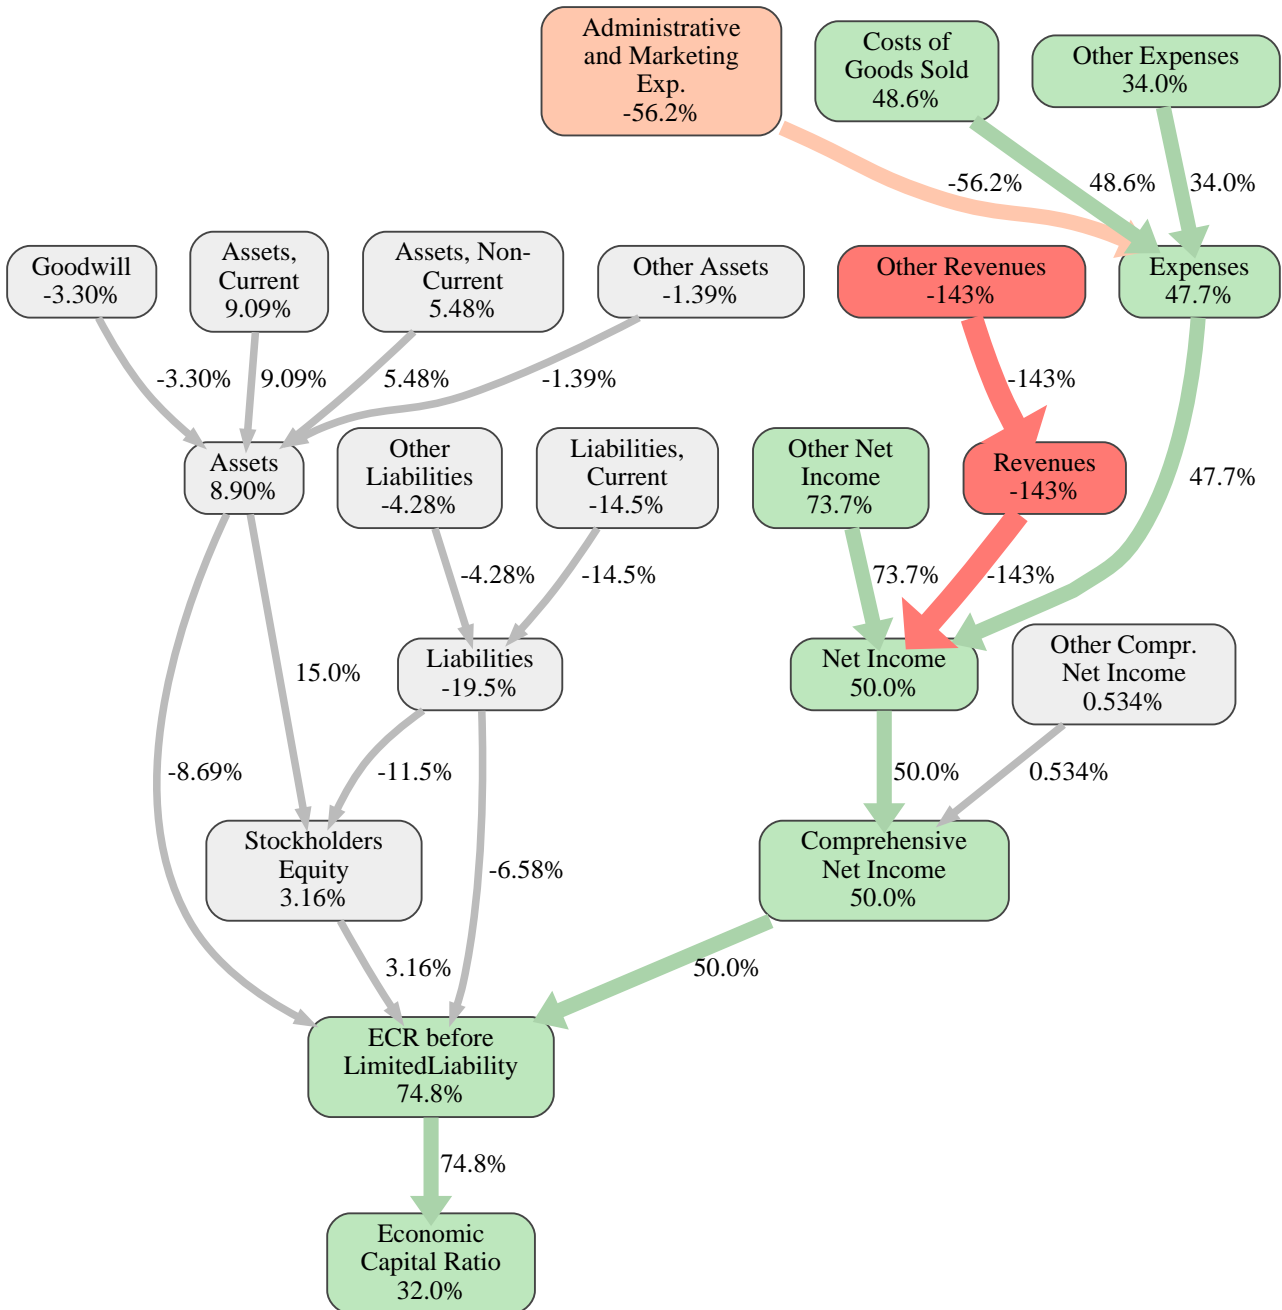 Administrative
and Marketing
Exp.
-56.2%
Costs of
Goods Sold
48.6%
Other Expenses
34.0%
-56.2%
48.6%
34.0%
Goodwill
-3.30%
Assets,
Current
9.09%
Assets, Non-
Current
5.48%
Other Assets
-1.39%
Other Revenues
-143%
Expenses
47.7%
-3.30%
9.09%
5.48%
-1.39%
-143%
47.7%
Assets
8.90%
Other
Liabilities
-4.28%
Liabilities,
Current
-14.5%
Other Net
Income
73.7%
Revenues
-143%
-4.28%
-14.5%
73.7%
-143%
15.0%
Liabilities
-19.5%
Net Income
50.0%
Other Compr.
Net Income
0.534%
-8.69%
-11.5%
50.0%
0.534%
Stockholders
Equity
3.16%
-6.58%
Comprehensive
Net Income
50.0%
3.16%
50.0%
ECR before
LimitedLiability
74.8%
74.8%
Economic
Capital Ratio
32.0%